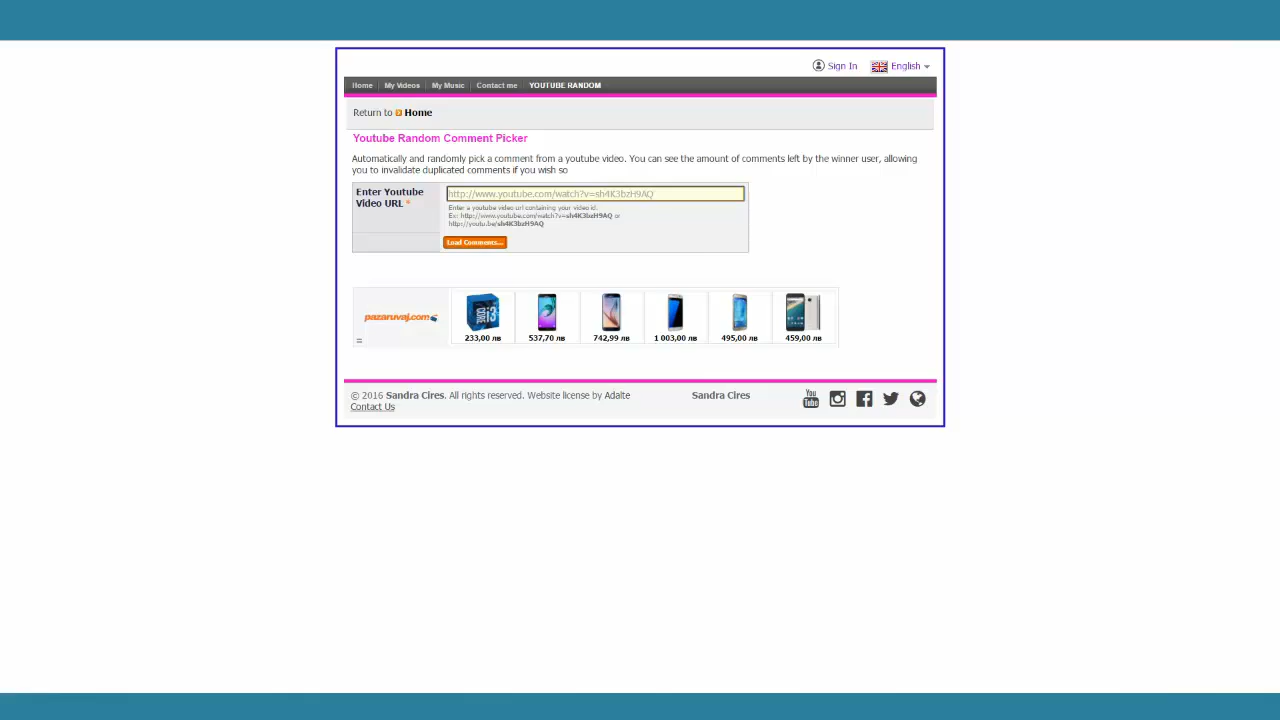 Sign In English
Home My Videos My Music Contact me YOUTUBE RANDOM
Return to Home
Youtube Random Comment Picker
Automatically and randomly pick a comment from a youtube video. You can see the amount of comments left by the winner user, allowing
you to invalidate duplicated comments if you wish so
Enter Youtube
Video URL *
http://www.youtube.com/watch?v=sh4K3bzH9AQ
Enter a youtube video url containing your video id.
Ex: http://www.youtube.com/watch?v=sh4K3bzH9AQ or
http://youtu.be/sh4K3bzH9AQ
Load Comments...
pazaruvaj.com
CORE i3
233,00 лв 537,70 лв 742,99 лв 1 003,00 лв 495,00 лв 459,00 лв
© 2016 Sandra Cires. All rights reserved. Website license by Adalte
Contact Us
Sandra Cires
You
Tube